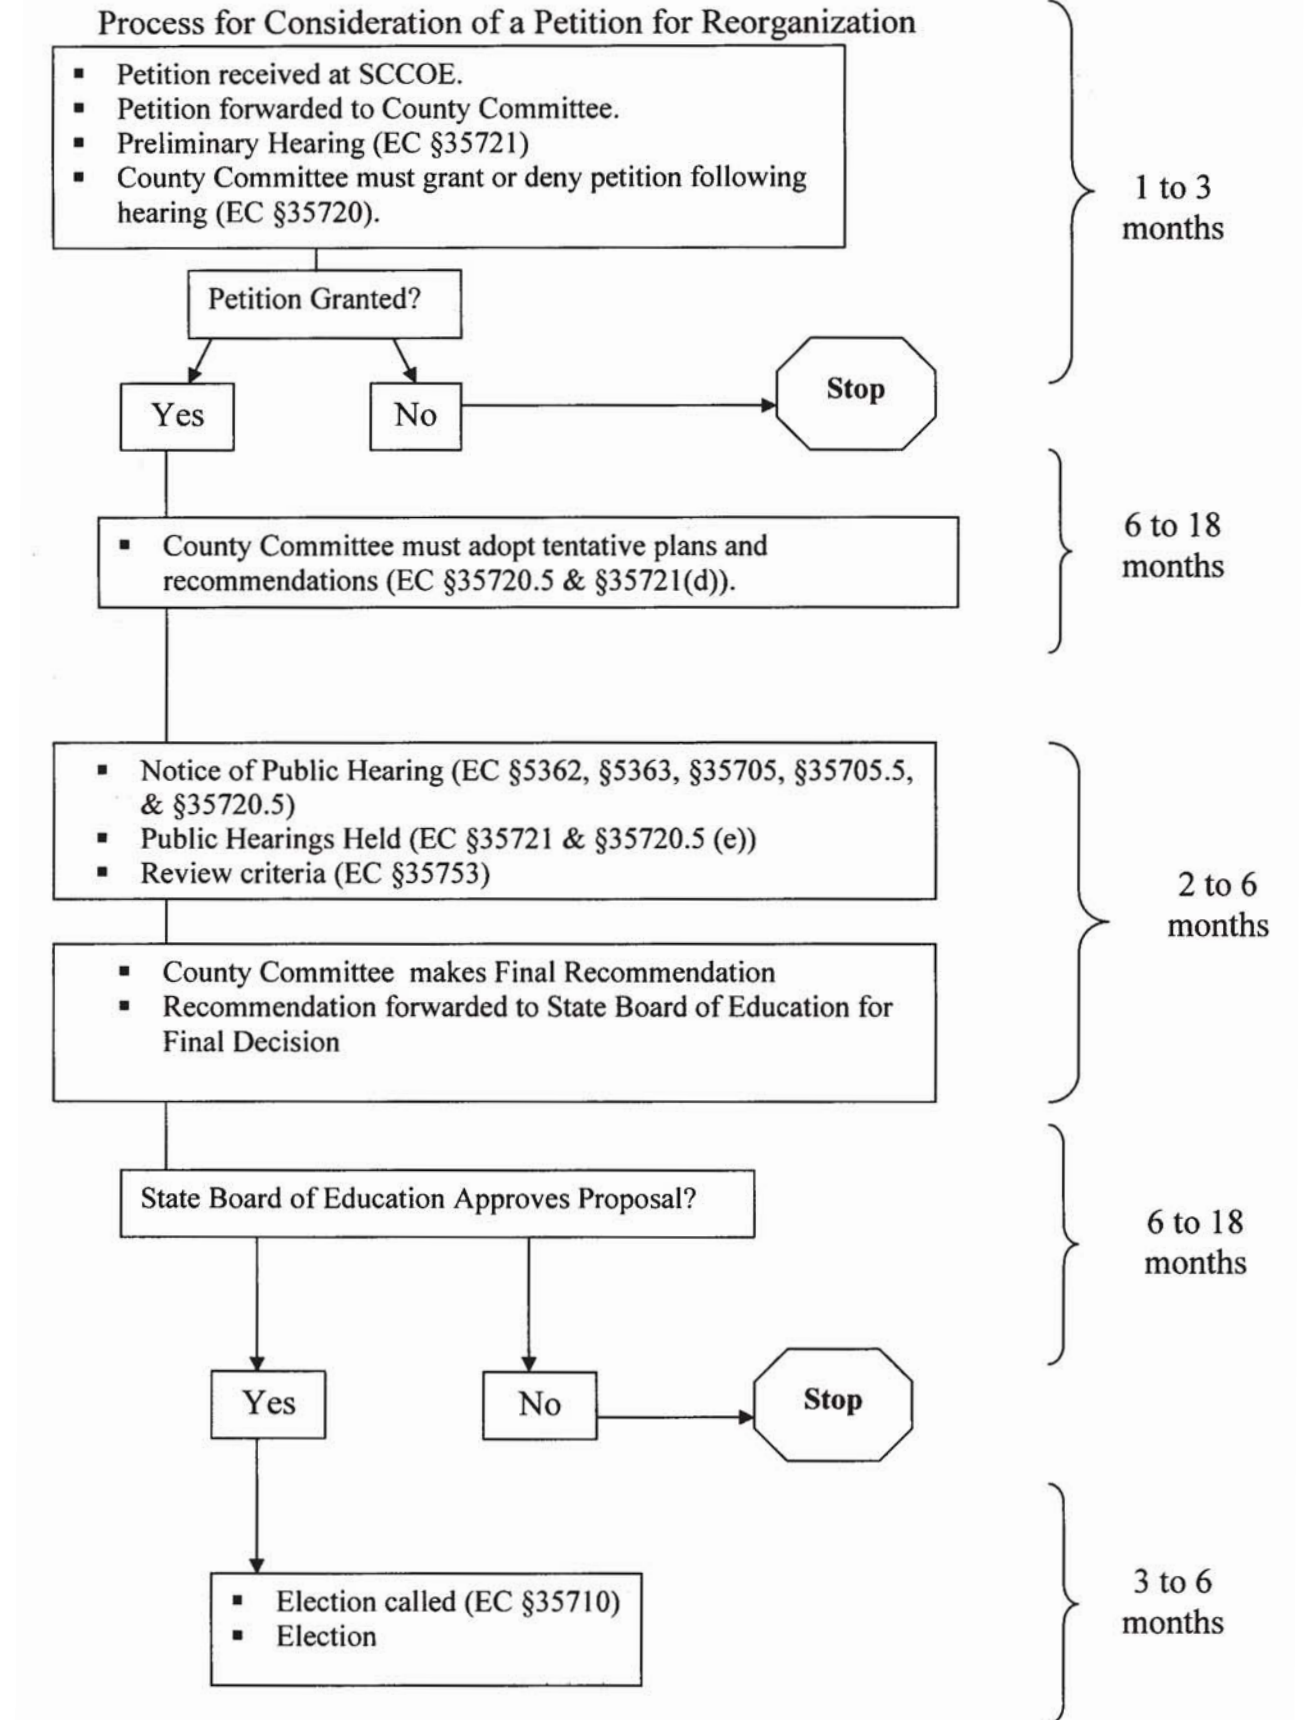 Process for Consideration of a Petition for Reorganization
▪ Petition received at SCCOE.
▪ Petition forwarded to County Committee.
▪ Preliminary Hearing (EC §35721)
▪ County Committee must grant or deny petition following
hearing (EC §35720).
1 to 3
months
Petition Granted?
Yes
No
Stop
▪ County Committee must adopt tentative plans and
recommendations (EC §35720.5 & §35721(d)).
6 to 18
months
▪ Notice of Public Hearing (EC §5362, §5363, §35705, §35705.5,
& §35720.5)
▪ Public Hearings Held (EC §35721 & §35720.5 (e))
▪ Review criteria (EC §35753)
2 to 6
months
▪ County Committee makes Final Recommendation
▪ Recommendation forwarded to State Board of Education for
Final Decision
State Board of Education Approves Proposal?
6 to 18
months
Yes
No
Stop
▪ Election called (EC §35710)
▪ Election
3 to 6
months